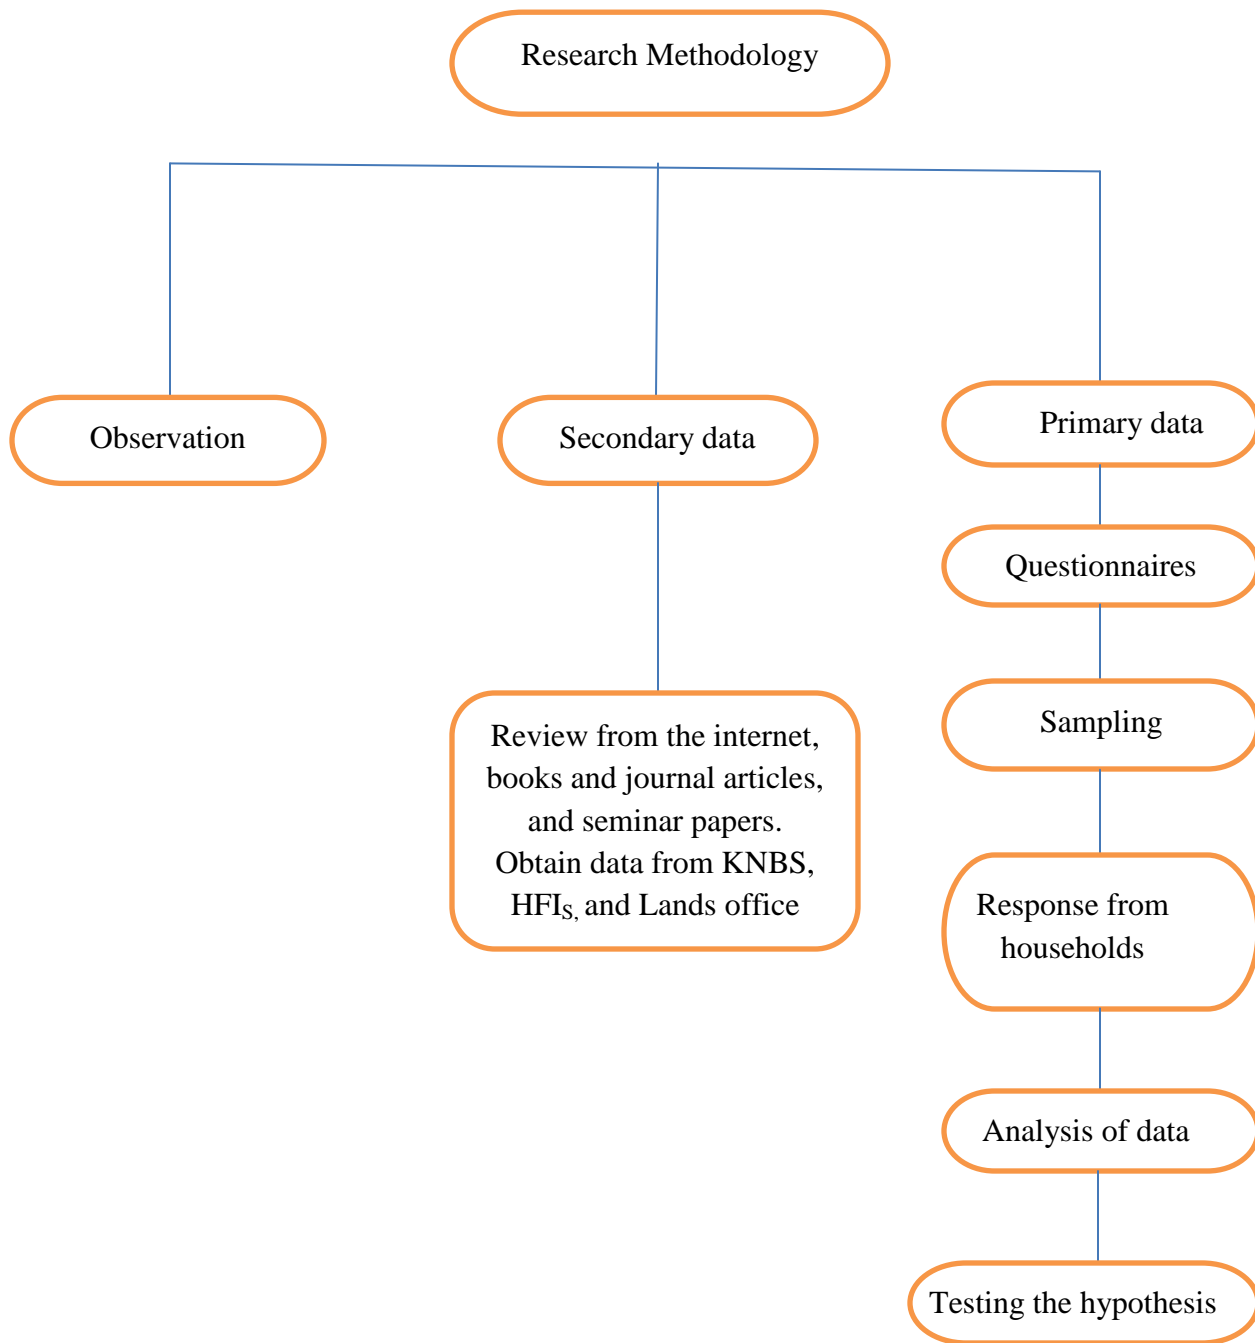 Research Methodology
Observation
Secondary data
Primary data
Questionnaires
Sampling
Review from the internet,
books and journal articles,
and seminar papers.
Obtain data from KNBS,
HFIS, and Lands office
Response from
households
Analysis of data
Testing the hypothesis